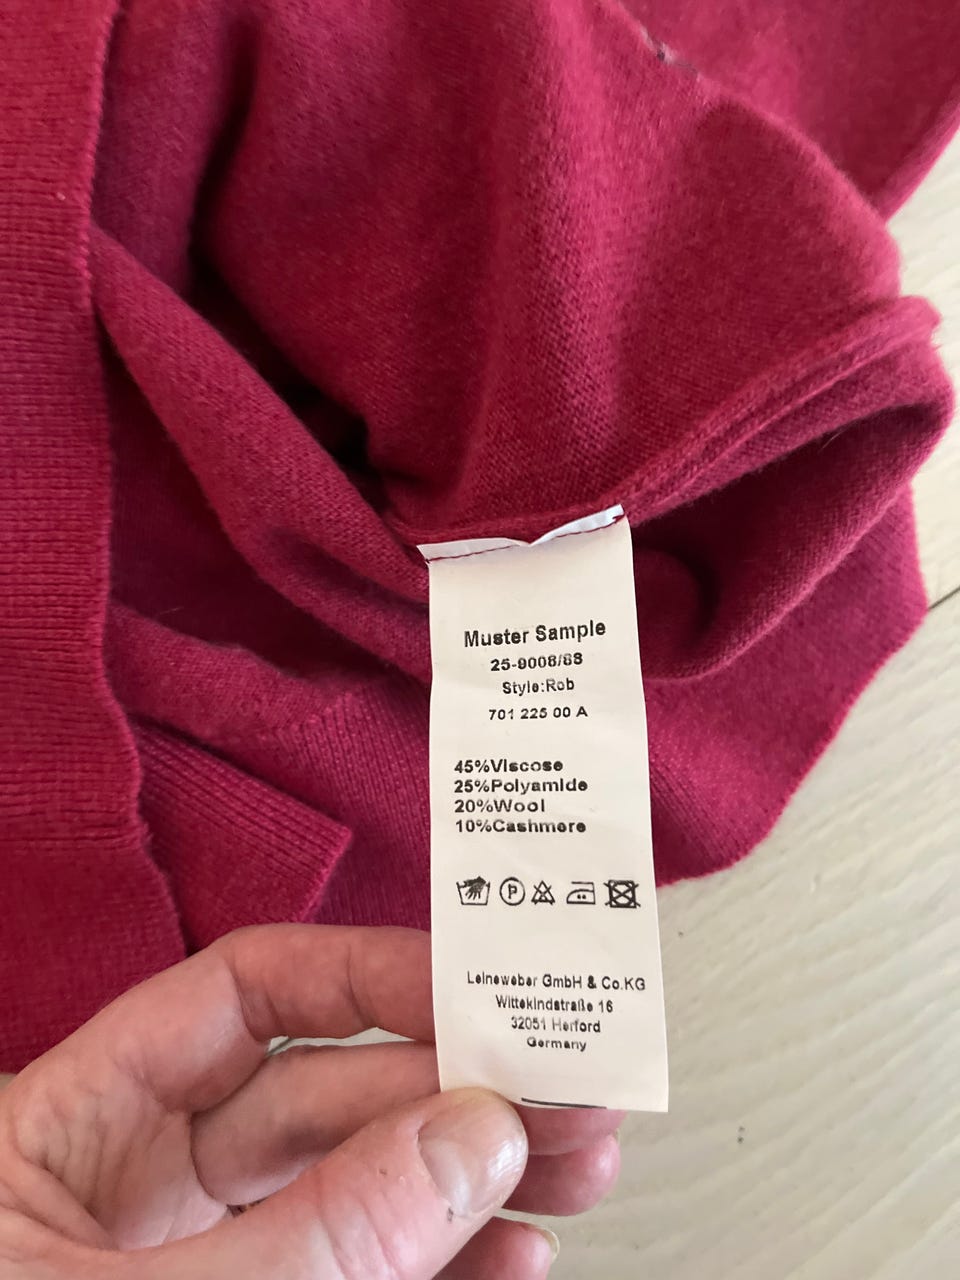 Muster Sample
25-9008/88
Style:Rob
701 225 00 A
45%Viscose
25%Polyamide
20%Wool
10%Cashmere
P
Leineweber GmbH & Co.KG
Wittekindstraße 16
32051 Herford
Germany